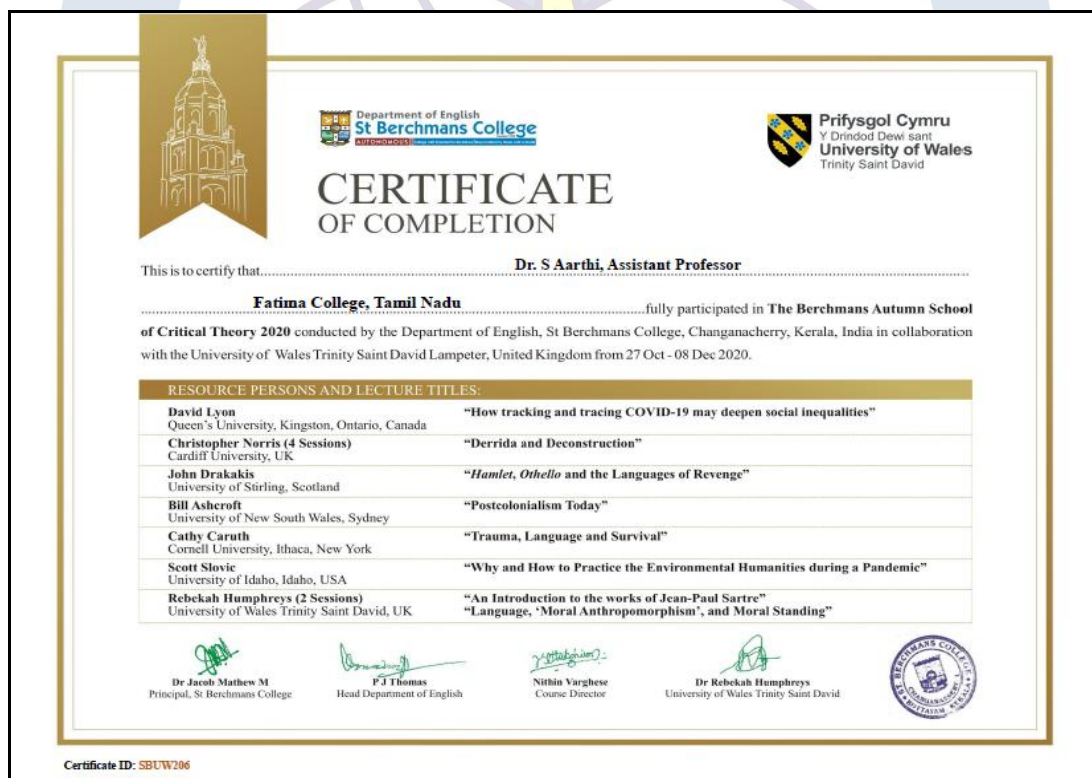 Department of English
St Berchmans College
AUTONOMOUS
Prifysgol Cymru
Y Drindod Dewi sant
University of Wales
Trinity Saint David
CERTIFICATE
OF COMPLETION
This is to certify that Dr. S Aarthi, Assistant Professor
Fatima College, Tamil Nadu fully participated in The Berchmans Autumn School
of Critical Theory 2020 conducted by the Department of English, St Berchmans College, Changanacherry, Kerala, India in collaboration
with the University of Wales Trinity Saint David Lampeter, United Kingdom from 27 Oct - 08 Dec 2020.
RESOURCE PERSONS AND LECTURE TITLES:
David Lyon "How tracking and tracing COVID-19 may deepen social inequalities"
Queen's University, Kingston, Ontario, Canada
Christopher Norris (4 Sessions) "Derrida and Deconstruction"
Cardiff University, UK
John Drakakis "Hamlet, Othello and the Languages of Revenge"
University of Stirling, Scotland
Bill Ashcroft "Postcolonialism Today"
University of New South Wales, Sydney
Cathy Caruth "Trauma, Language and Survival"
Cornell University, Ithaca, New York
Scott Slovic "Why and How to Practice the Environmental Humanities during a Pandemic"
University of Idaho, Idaho, USA
Rebekah Humphreys (2 Sessions) "An Introduction to the works of Jean-Paul Sartre"
University of Wales Trinity Saint David, UK "Language, 'Moral Anthropomorphism', and Moral Standing"
Dr Jacob Mathew M
Principal, St Berchmans College
P J Thomas
Head Department of English
Nithin Varghese
Course Director
Dr Rebekah Humphreys
University of Wales Trinity Saint David
ST BERCHMANS COLLEGE
KOTTAYAM KERALA
Certificate ID: SBUW206